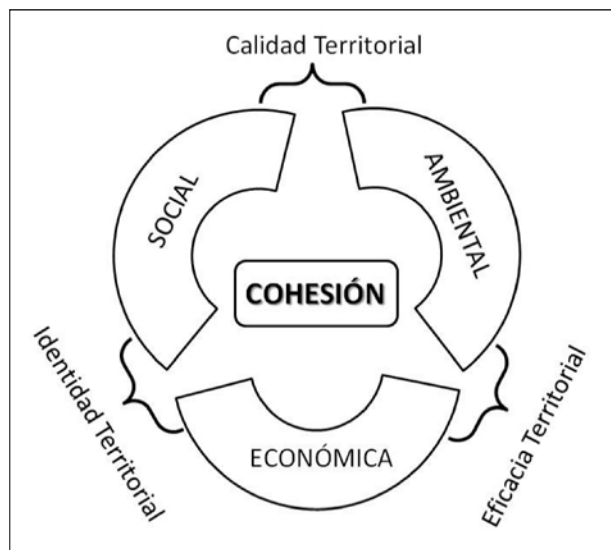 Calidad Territorial
SOCIAL
AMBIENTAL
COHESIÓN
Identidad Territorial
ECONÓMICA
Eficacia Territorial